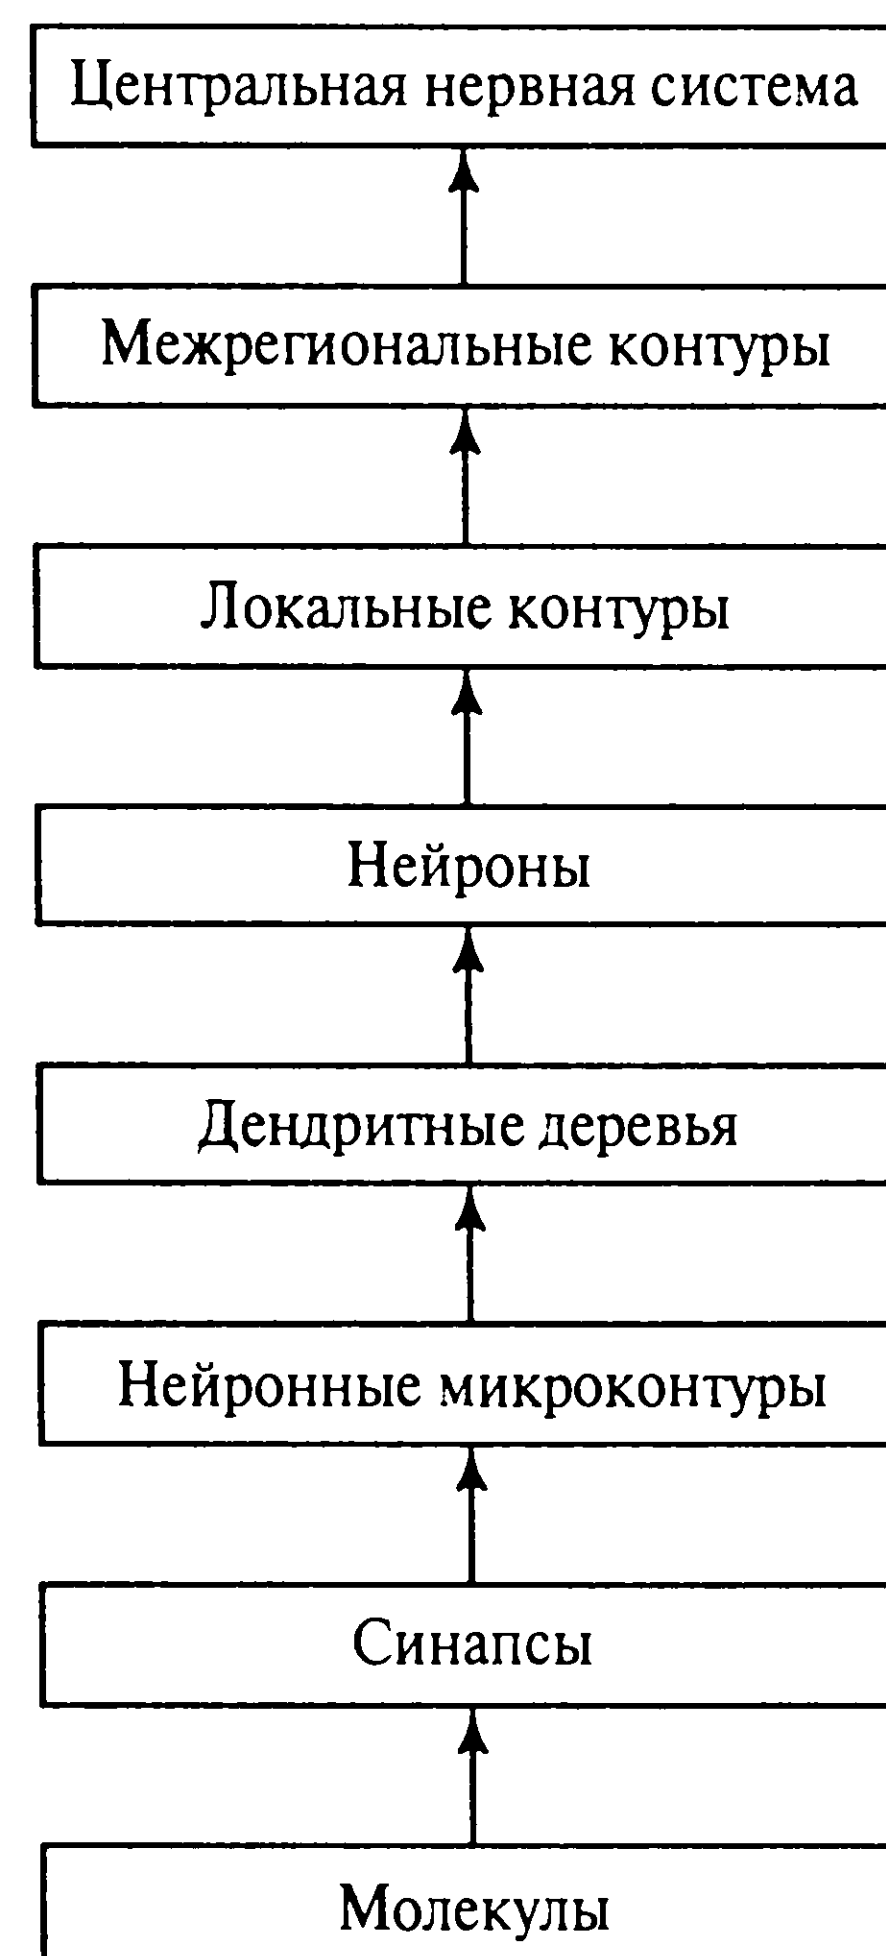 Центральная нервная система
Межрегиональные контуры
Локальные контуры
Нейроны
Дендритные деревья
Нейронные микроконтуры
Синапсы
Молекулы